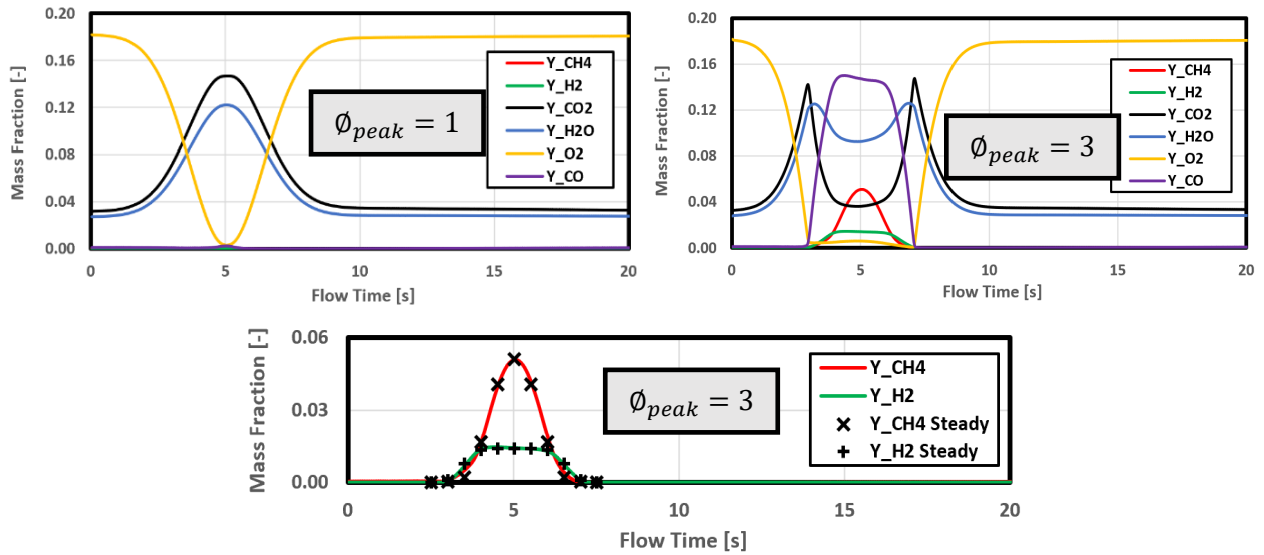 0.20
0.16
0.12
0.08
0.04
0.00
Mass Fraction [-]
0 5 10 15 20
Flow Time [s]
Y_CH4
Y_H2
Y_CO2
Y_H2O
Y_O2
Y_CO
∅peak = 1
0.20
0.16
0.12
0.08
0.04
0.00
Mass Fraction [-]
0 5 10 15 20
Flow Time [s]
Y_CH4
Y_H2
Y_CO2
Y_H2O
Y_O2
Y_CO
∅peak = 3
0.06
0.03
0.00
Mass Fraction [-]
0 5 10 15 20
Flow Time [s]
∅peak = 3
Y_CH4
Y_H2
Y_CH4 Steady
Y_H2 Steady